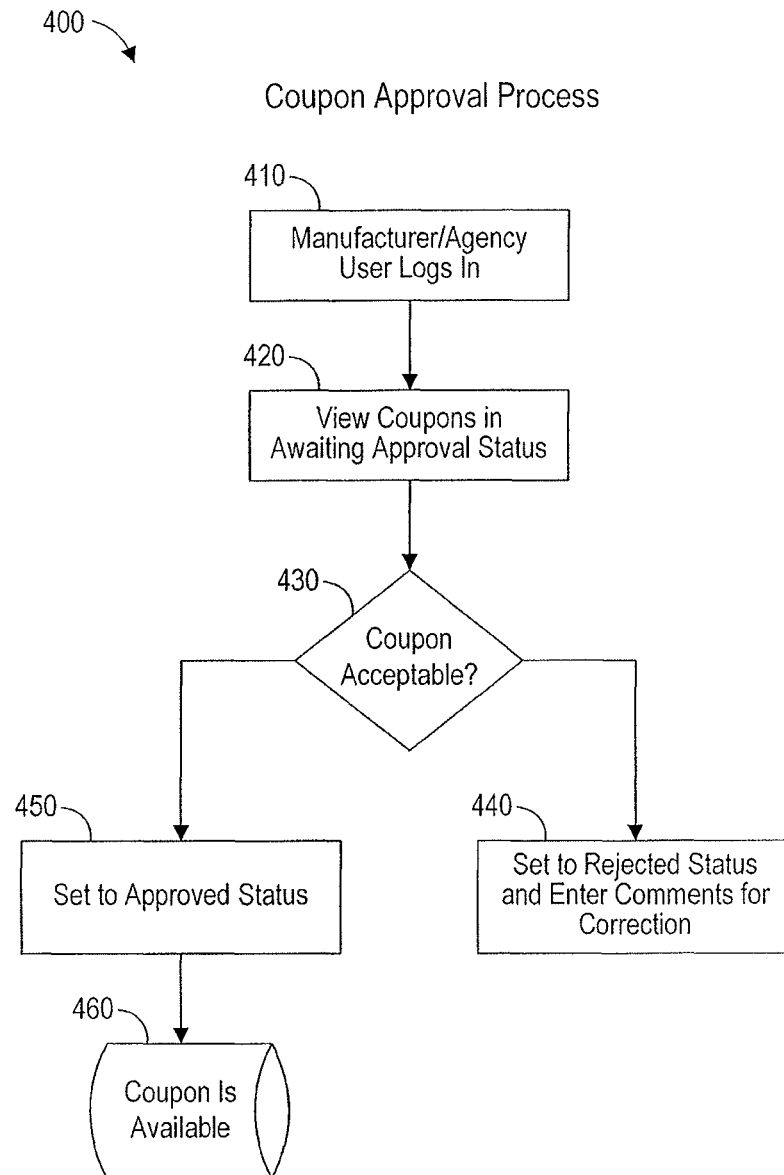 400
Coupon Approval Process
410
Manufacturer/Agency
User Logs In
420
View Coupons in
Awaiting Approval Status
430
Coupon
Acceptable?
450
Set to Approved Status
440
Set to Rejected Status
and Enter Comments for
Correction
460
Coupon Is
Available